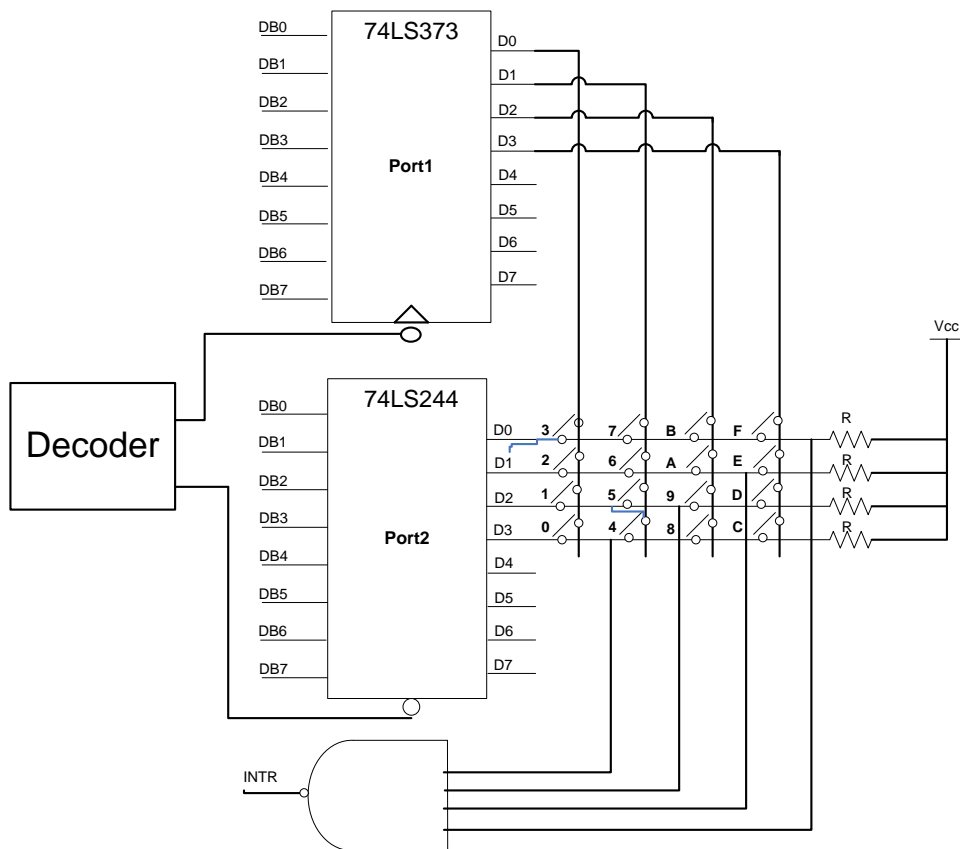 74LS373
DB0
DB1
DB2
DB3
DB4
DB5
DB6
DB7
Port1
D0
D1
D2
D3
D4
D5
D6
D7
Vcc
Decoder
74LS244
DB0
DB1
DB2
DB3
DB4
DB5
DB6
DB7
Port2
D0
D1
D2
D3
D4
D5
D6
D7
3 7 B F R
2 6 A E R
1 5 9 D R
0 4 8 C R
INTR